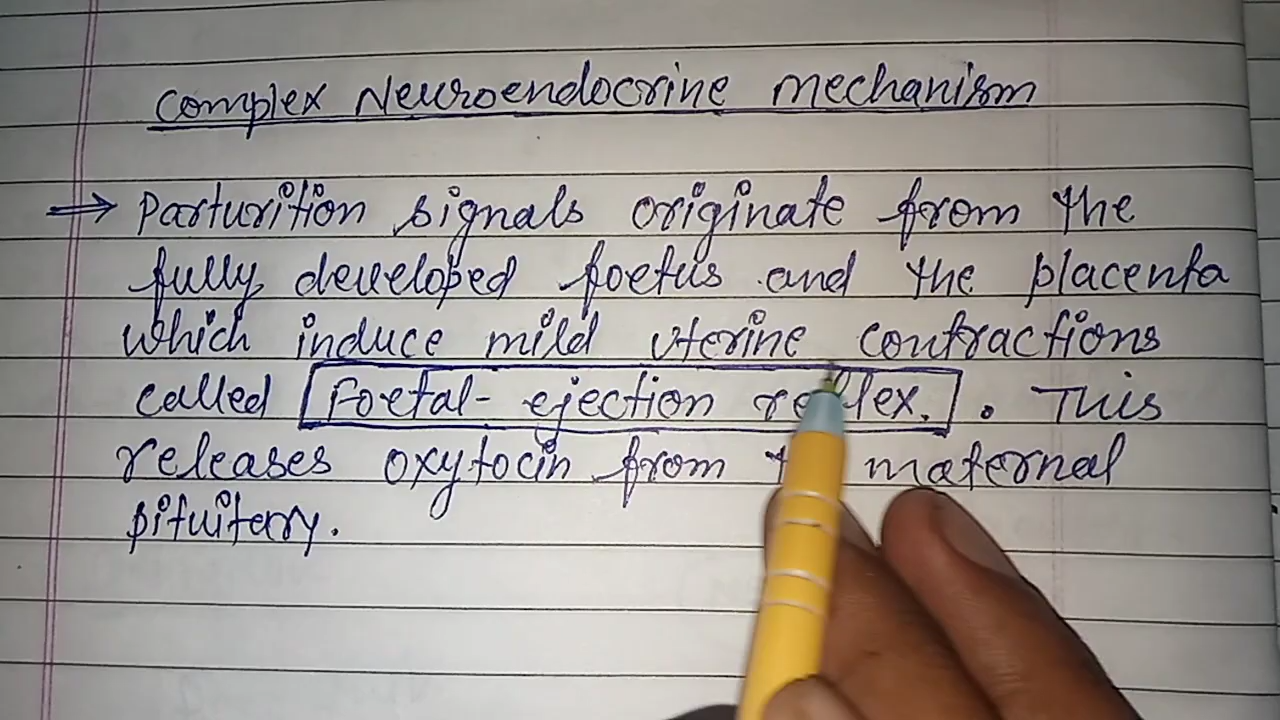 Complex Neuroendocrine mechanism
⇒ Parturition signals originate from the
fully developed foetus and the placenta
which induce mild uterine contractions
called Foetal-ejection reflex. . This
releases oxytocin from maternal
pituitary.